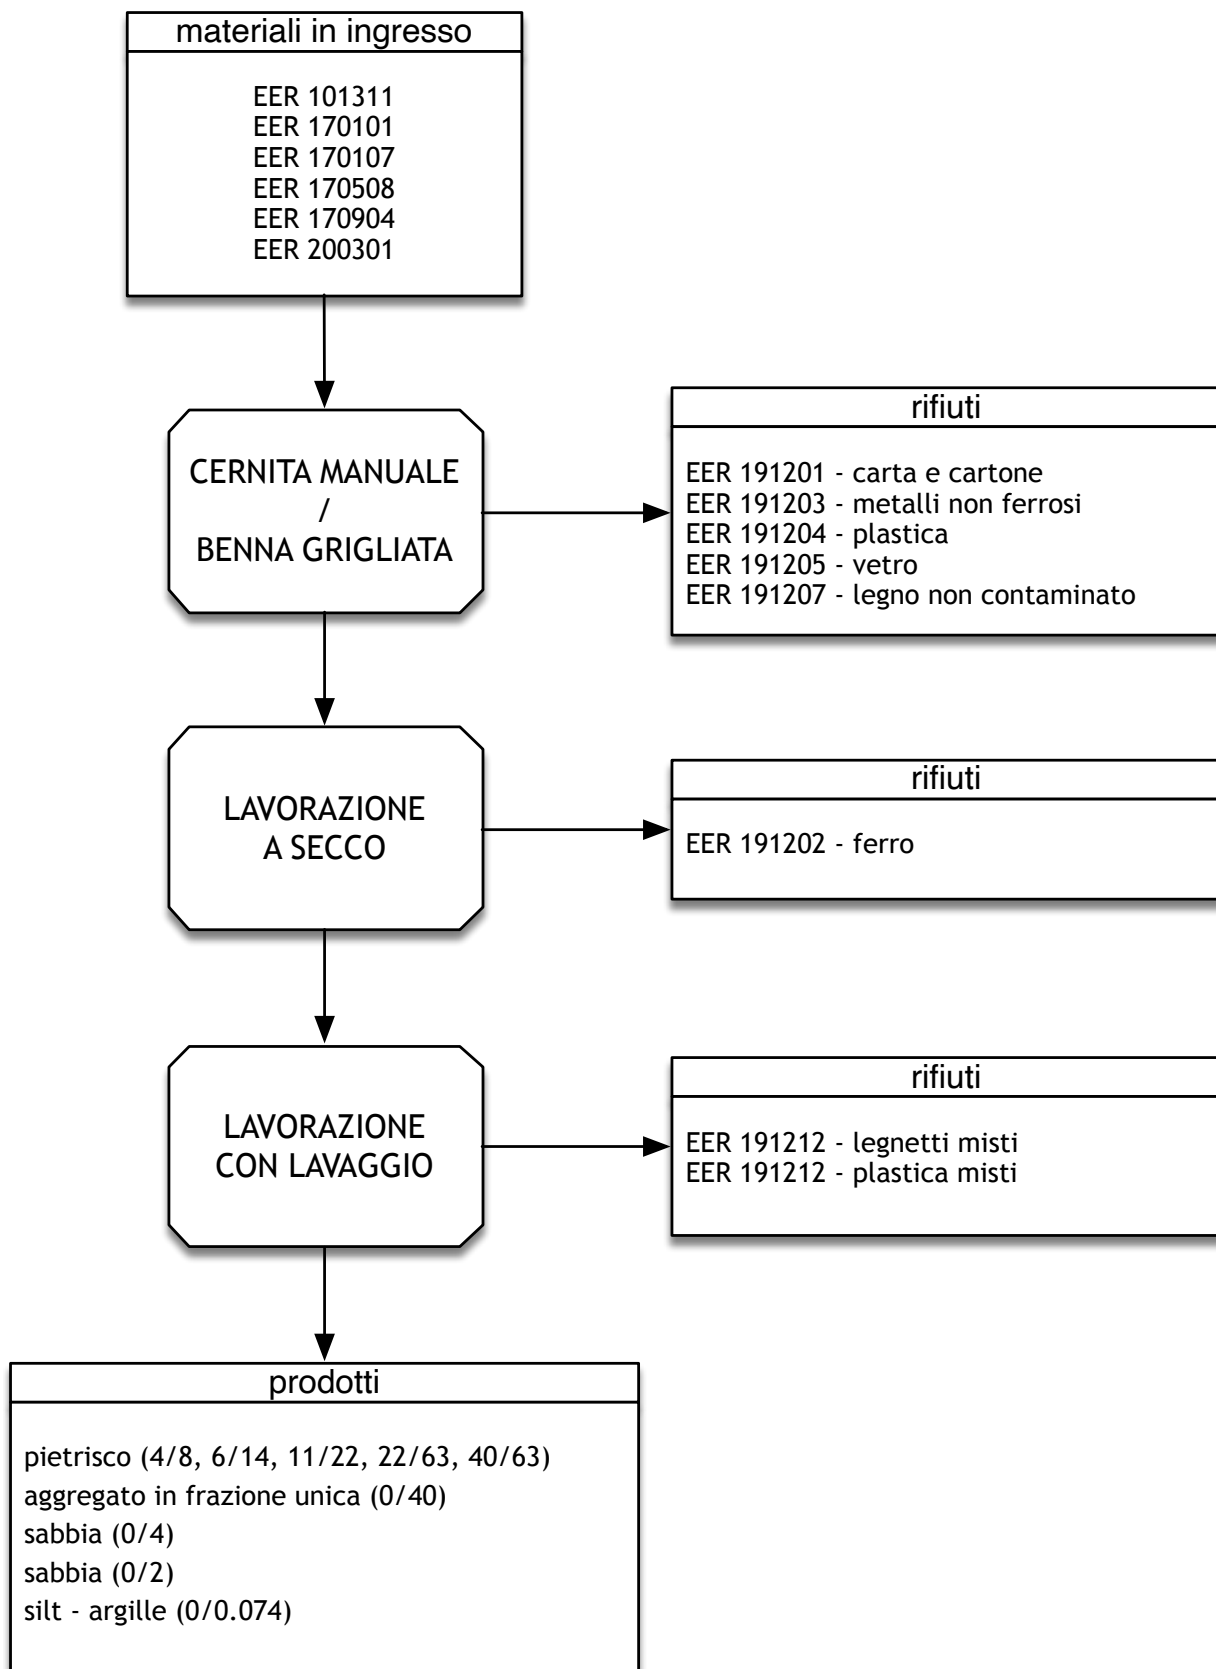 materiali in ingresso
EER 101311
EER 170101
EER 170107
EER 170508
EER 170904
EER 200301
CERNITA MANUALE
/
BENNA GRIGLIATA
rifiuti
EER 191201 - carta e cartone
EER 191203 - metalli non ferrosi
EER 191204 - plastica
EER 191205 - vetro
EER 191207 - legno non contaminato
LAVORAZIONE
A SECCO
rifiuti
EER 191202 - ferro
LAVORAZIONE
CON LAVAGGIO
rifiuti
EER 191212 - legnetti misti
EER 191212 - plastica misti
prodotti
pietrisco (4/8, 6/14, 11/22, 22/63, 40/63)
aggregato in frazione unica (0/40)
sabbia (0/4)
sabbia (0/2)
silt - argille (0/0.074)